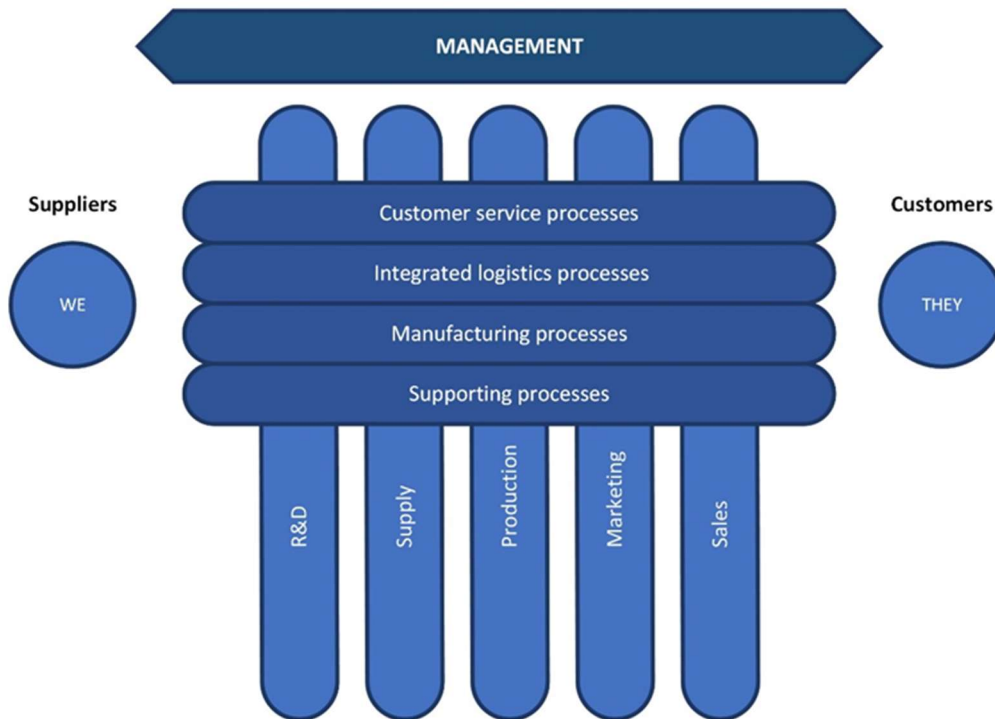 MANAGEMENT
Suppliers
Customers
WE
THEY
Customer service processes
Integrated logistics processes
Manufacturing processes
Supporting processes
R&D
Supply
Production
Marketing
Sales